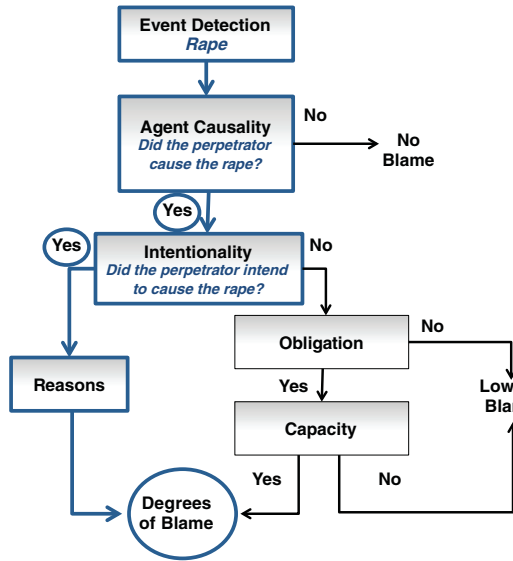 Event Detection
Rape
Agent Causality
Did the perpetrator
cause the rape?
No
No
Blame
Yes
Yes
Intentionality
Did the perpetrator intend
to cause the rape?
No
Obligation
No
Reasons
Yes
Capacity
Yes
No
Degrees
of Blame